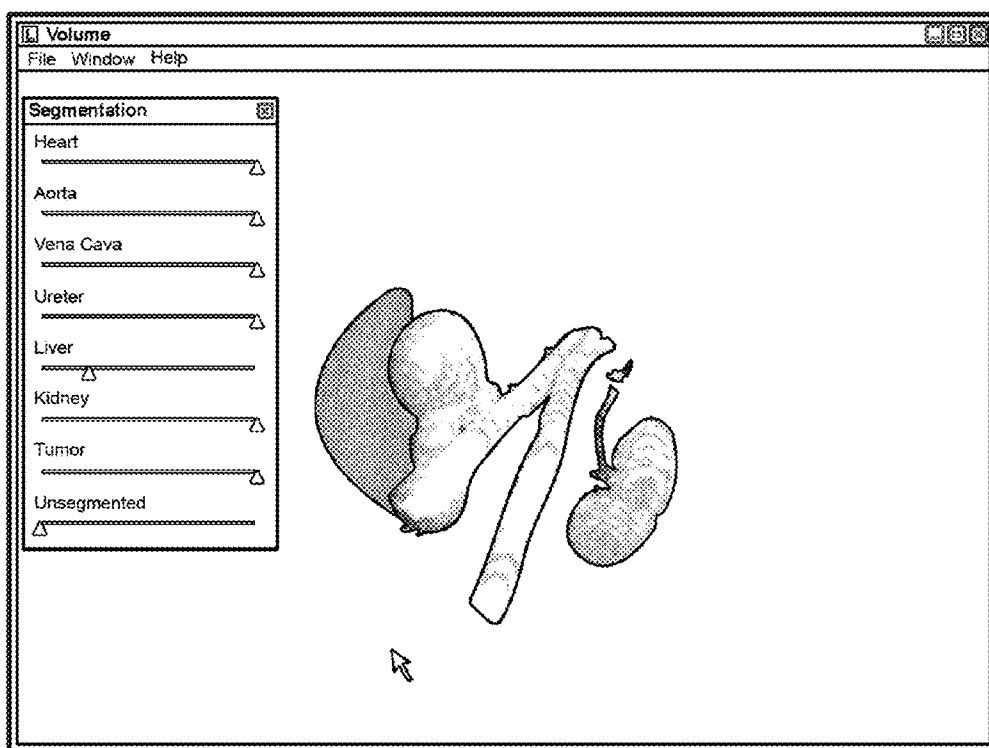 Volume
File Window Help
Segmentation
Heart
Aorta
Vena Cava
Ureter
Liver
Kidney
Tumor
Unsegmented